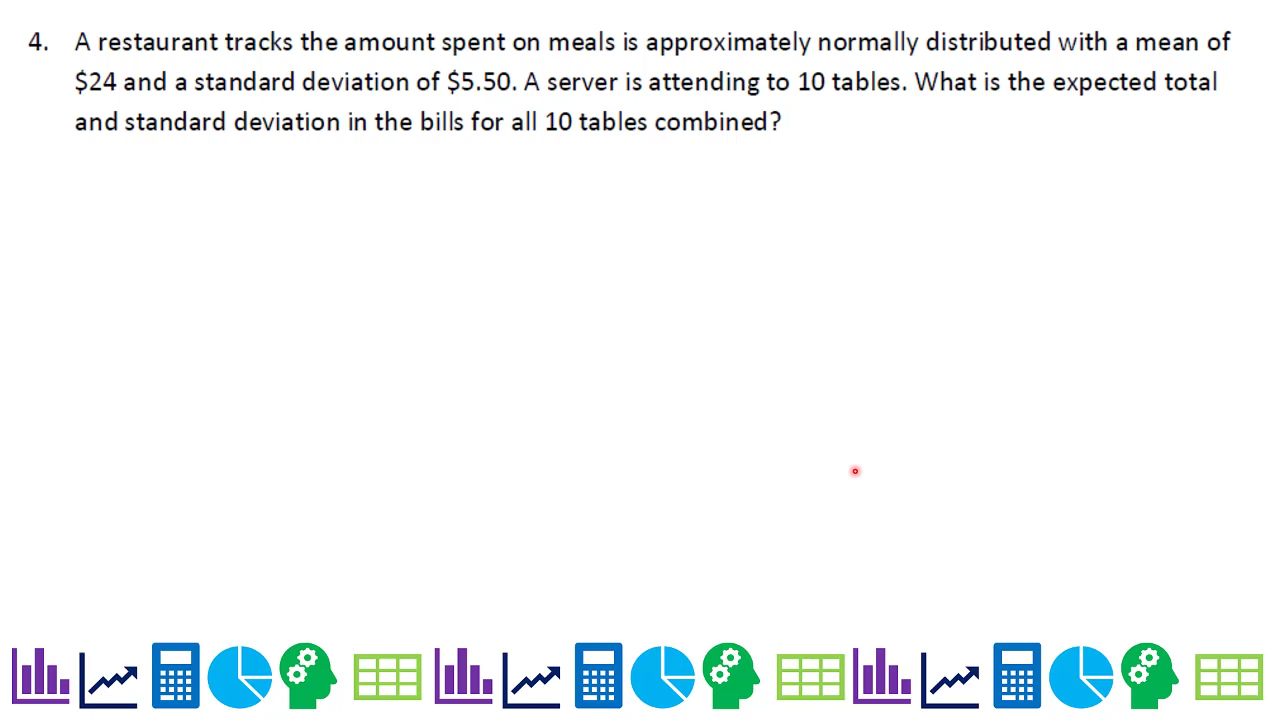 4. A restaurant tracks the amount spent on meals is approximately normally distributed with a mean of
$24 and a standard deviation of $5.50. A server is attending to 10 tables. What is the expected total
and standard deviation in the bills for all 10 tables combined?